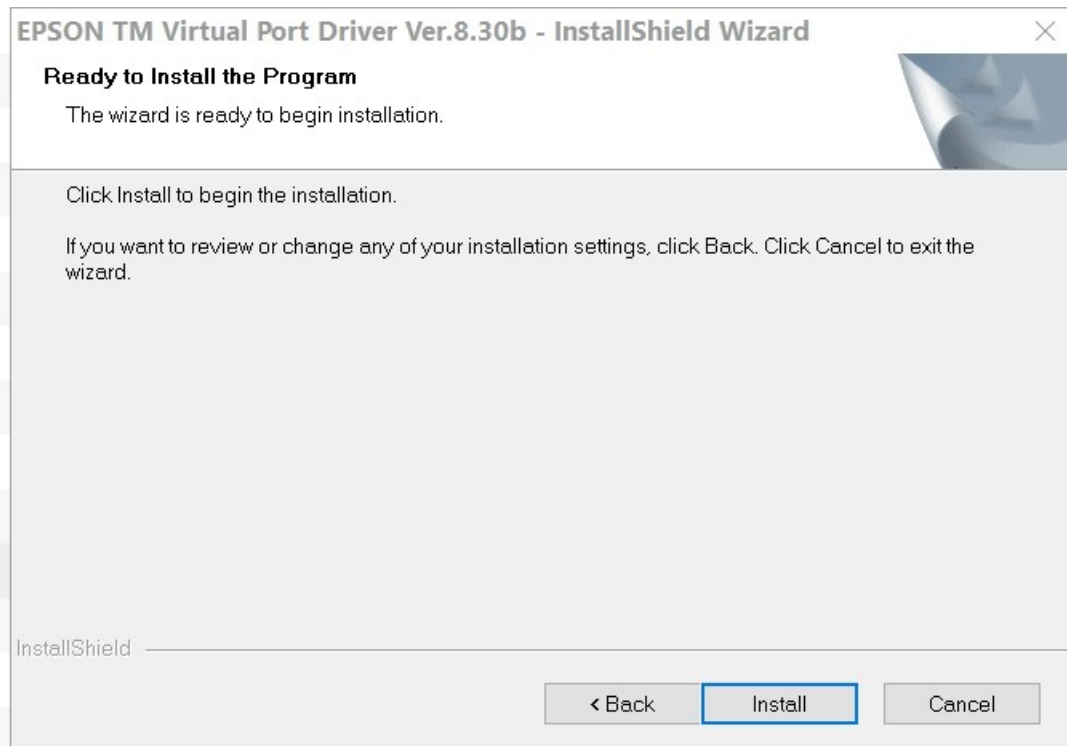 EPSON TM Virtual Port Driver Ver.8.30b - InstallShield Wizard
Ready to Install the Program
The wizard is ready to begin installation.
Click Install to begin the installation.
If you want to review or change any of your installation settings, click Back. Click Cancel to exit the
wizard.
InstallShield
< Back Install Cancel